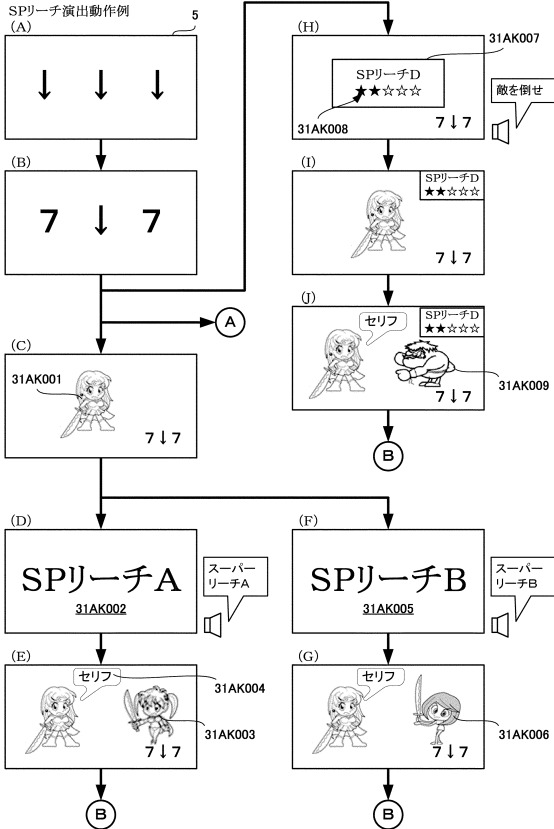 SPリーチ演出動作例
(A)
5
↓ ↓ ↓
(B)
7 ↓ 7
A
(C)
31AK001
7↓7
(D)
SPリーチA
31AK002
スーパー
リーチA
(E)
セリフ
31AK004
31AK003
7↓7
B
(F)
SPリーチB
31AK005
スーパー
リーチB
(G)
セリフ
31AK006
7↓7
B
(H)
31AK007
SPリーチD
★★☆☆☆
31AK008
7↓7
敵を倒せ
(I)
SPリーチD
★★☆☆☆
7↓7
(J)
セリフ
SPリーチD
★★☆☆☆
31AK009
7↓7
B